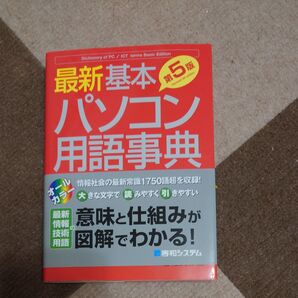 Dictionary of PC / ICT terms Basic Edition
最新 基本
第5版
パソコン
用語事典
オールカラー
情報社会の最新常識1750語超を収録!
大きな文字で 読みやすく 引きやすい
最新
情報
技術
用語
の
意味と仕組みが
図解でわかる!
秀和システム